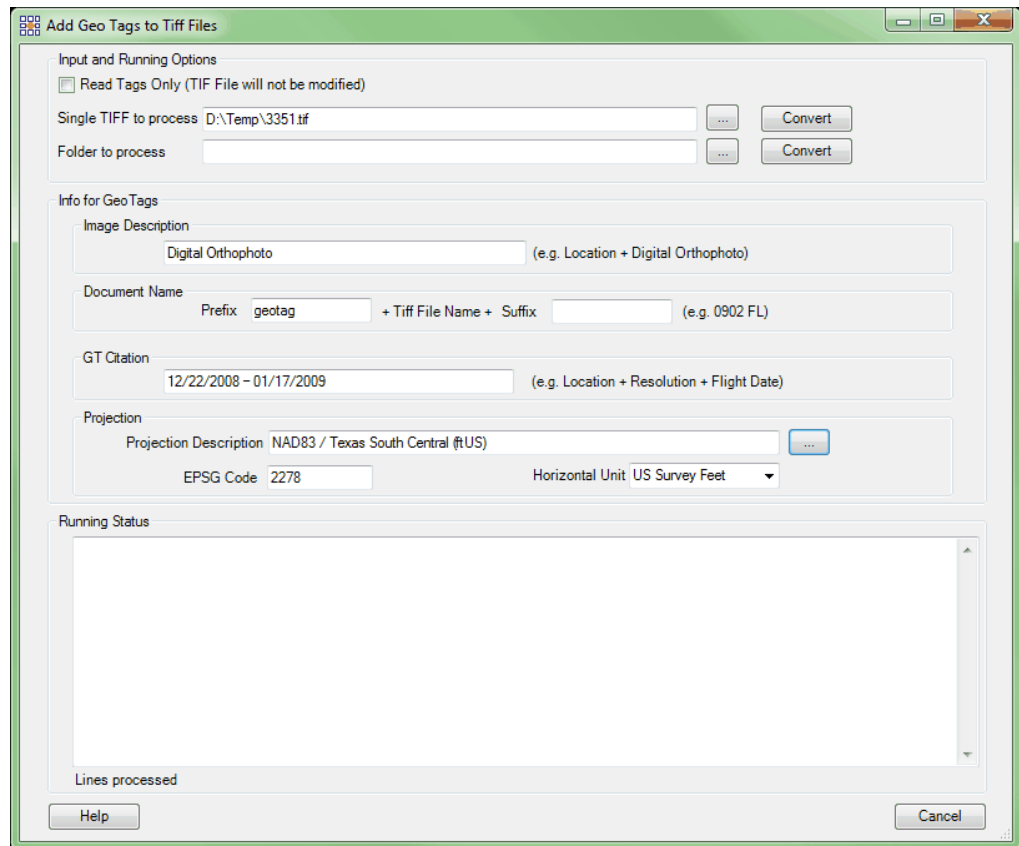 Add Geo Tags to Tiff Files
Input and Running Options
Read Tags Only (TIF File will not be modified)
Single TIFF to process D:\Temp\3351.tif ... Convert
Folder to process ... Convert
Info for GeoTags
Image Description
Digital Orthophoto (e.g. Location + Digital Orthophoto)
Document Name
Prefix geotag + Tiff File Name + Suffix (e.g. 0902 FL)
GT Citation
12/22/2008 – 01/17/2009 (e.g. Location + Resolution + Flight Date)
Projection
Projection Description NAD83 / Texas South Central (ftUS) ...
EPSG Code 2278 Horizontal Unit US Survey Feet
Running Status
Lines processed
Help Cancel